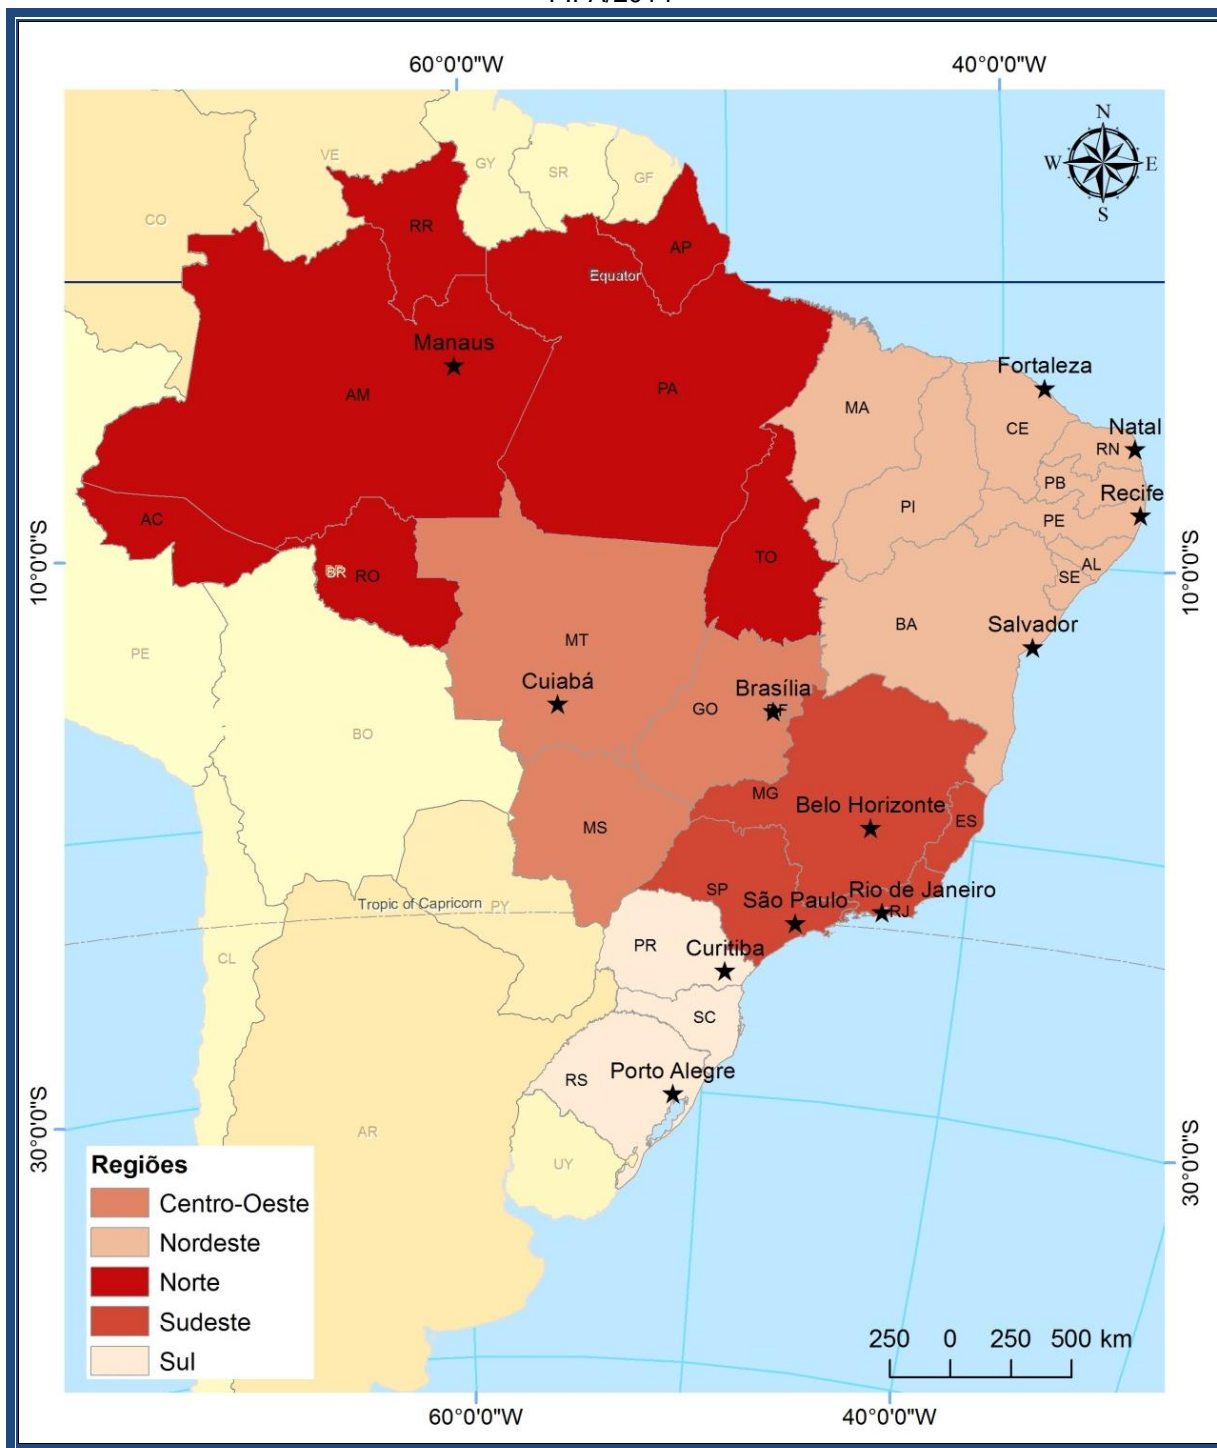 60°0'0"W
40°0'0"W
N
W
E
S
VE
GY
SR
GF
CO
RR
AP
Equator
Manaus
AM
PA
MA
Fortaleza
CE
Natal
RN
PB
Recife
PI
PE
AC
RO
TO
AL
SE
10°0'0"S
10°0'0"S
BA
Salvador
PE
MT
Cuiabá
Brasília
GO
BO
MG
Belo Horizonte
ES
MS
SP
São Paulo
Rio de Janeiro
RJ
Tropic of Capricorn
PY
PR
Curitiba
CL
SC
Porto Alegre
RS
AR
UY
30°0'0"S
30°0'0"S
Regiões
Centro-Oeste
Nordeste
Norte
Sudeste
Sul
250 0 250 500 km
60°0'0"W
40°0'0"W